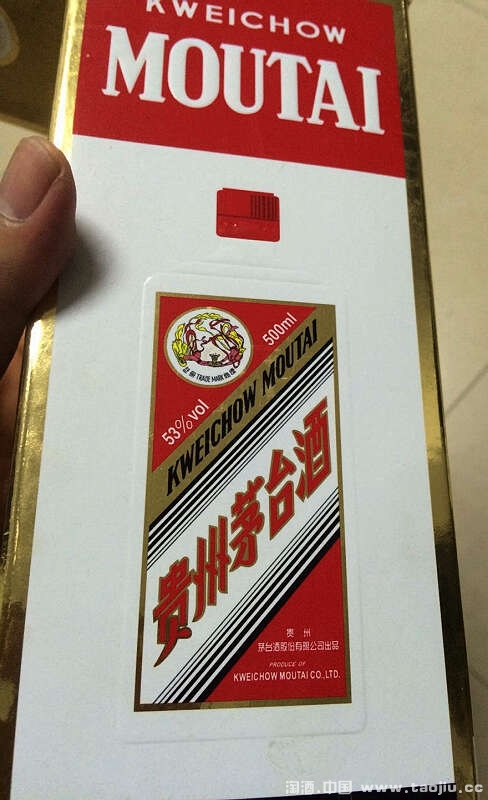 KWEICHOW
MOUTAI
500ml
53%vol
注册 TRADE MARK 商標
KWEICHOW MOUTAI
贵州茅台酒
贵 州
茅台酒股份有限公司出品
PRODUCE OF
KWEICHOW MOUTAI CO.,LTD.
淘酒.中国 www.taojiu.cc